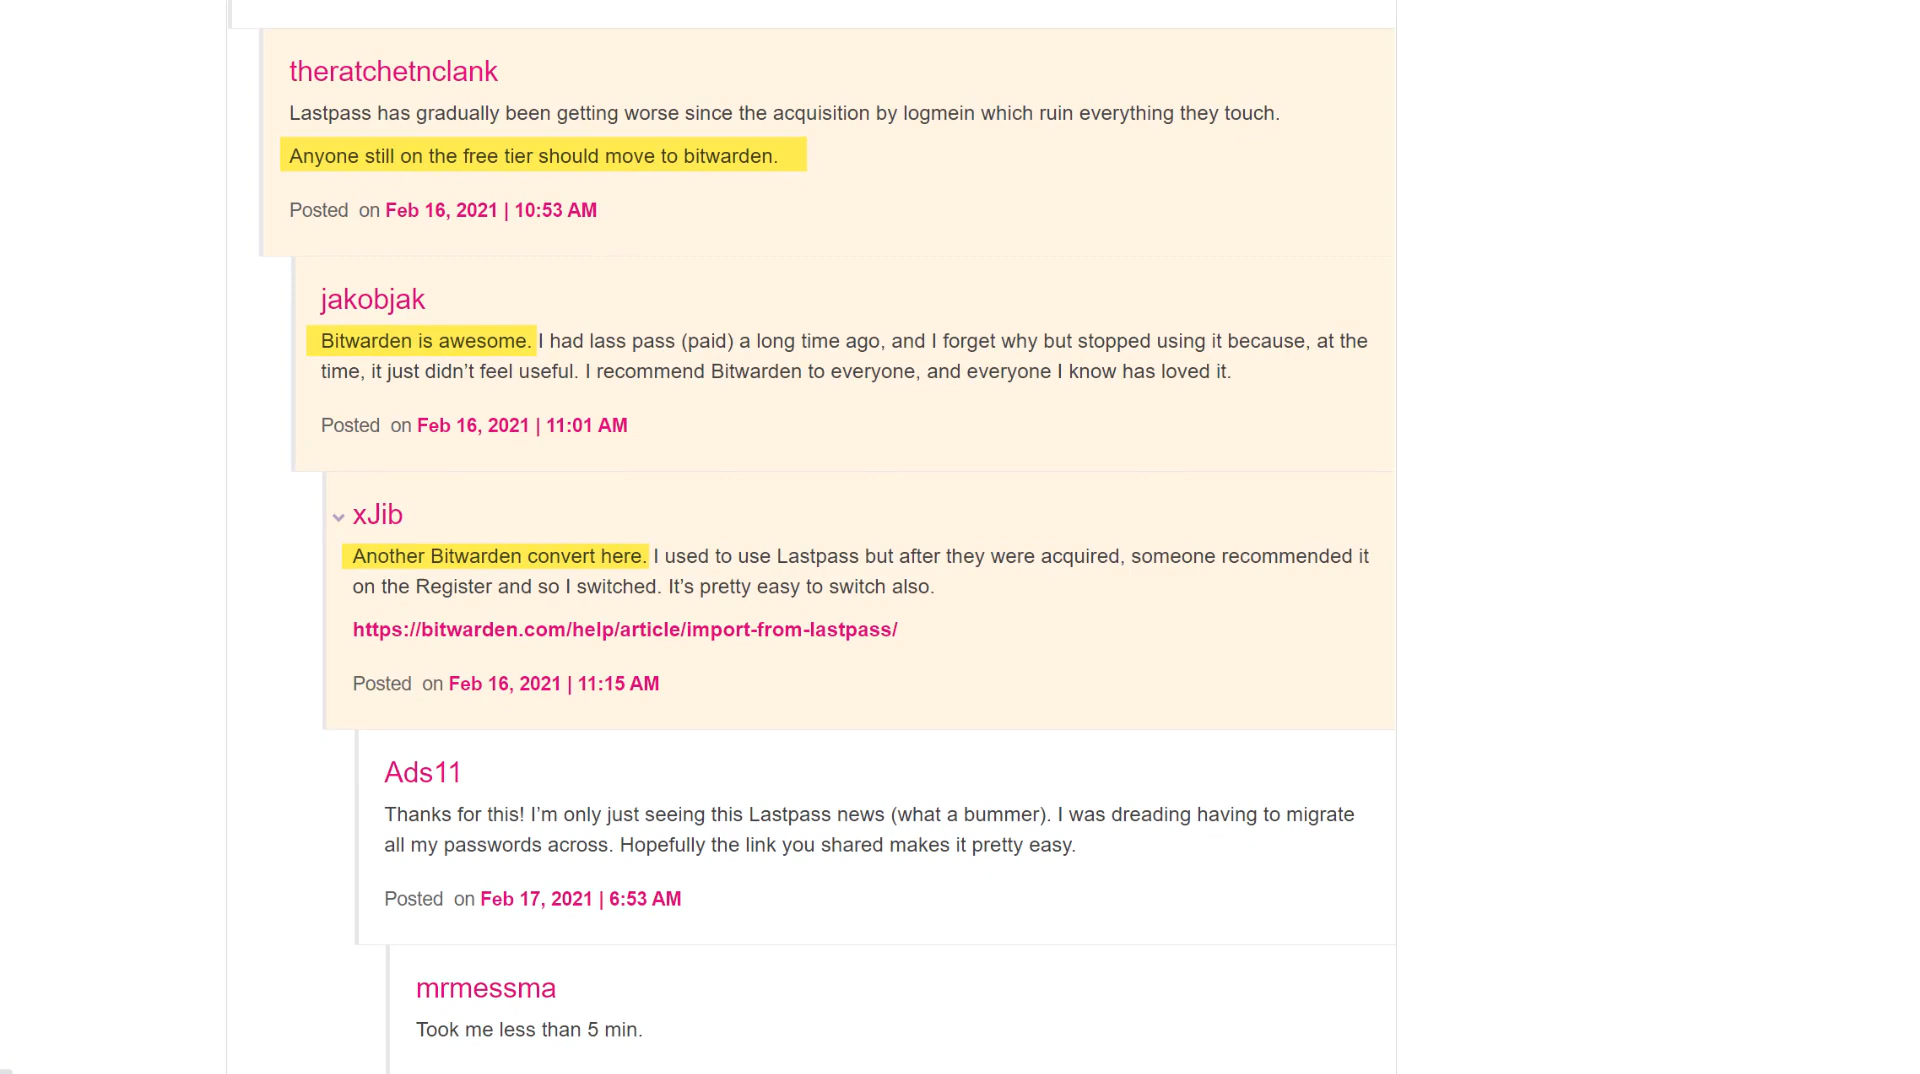 theratchetnclank
Lastpass has gradually been getting worse since the acquisition by logmein which ruin everything they touch.
Anyone still on the free tier should move to bitwarden.
Posted on Feb 16, 2021 | 10:53 AM
jakobjak
Bitwarden is awesome. I had lass pass (paid) a long time ago, and I forget why but stopped using it because, at the
time, it just didn’t feel useful. I recommend Bitwarden to everyone, and everyone I know has loved it.
Posted on Feb 16, 2021 | 11:01 AM
xJib
Another Bitwarden convert here. I used to use Lastpass but after they were acquired, someone recommended it
on the Register and so I switched. It’s pretty easy to switch also.
https://bitwarden.com/help/article/import-from-lastpass/
Posted on Feb 16, 2021 | 11:15 AM
Ads11
Thanks for this! I’m only just seeing this Lastpass news (what a bummer). I was dreading having to migrate
all my passwords across. Hopefully the link you shared makes it pretty easy.
Posted on Feb 17, 2021 | 6:53 AM
mrmessma
Took me less than 5 min.